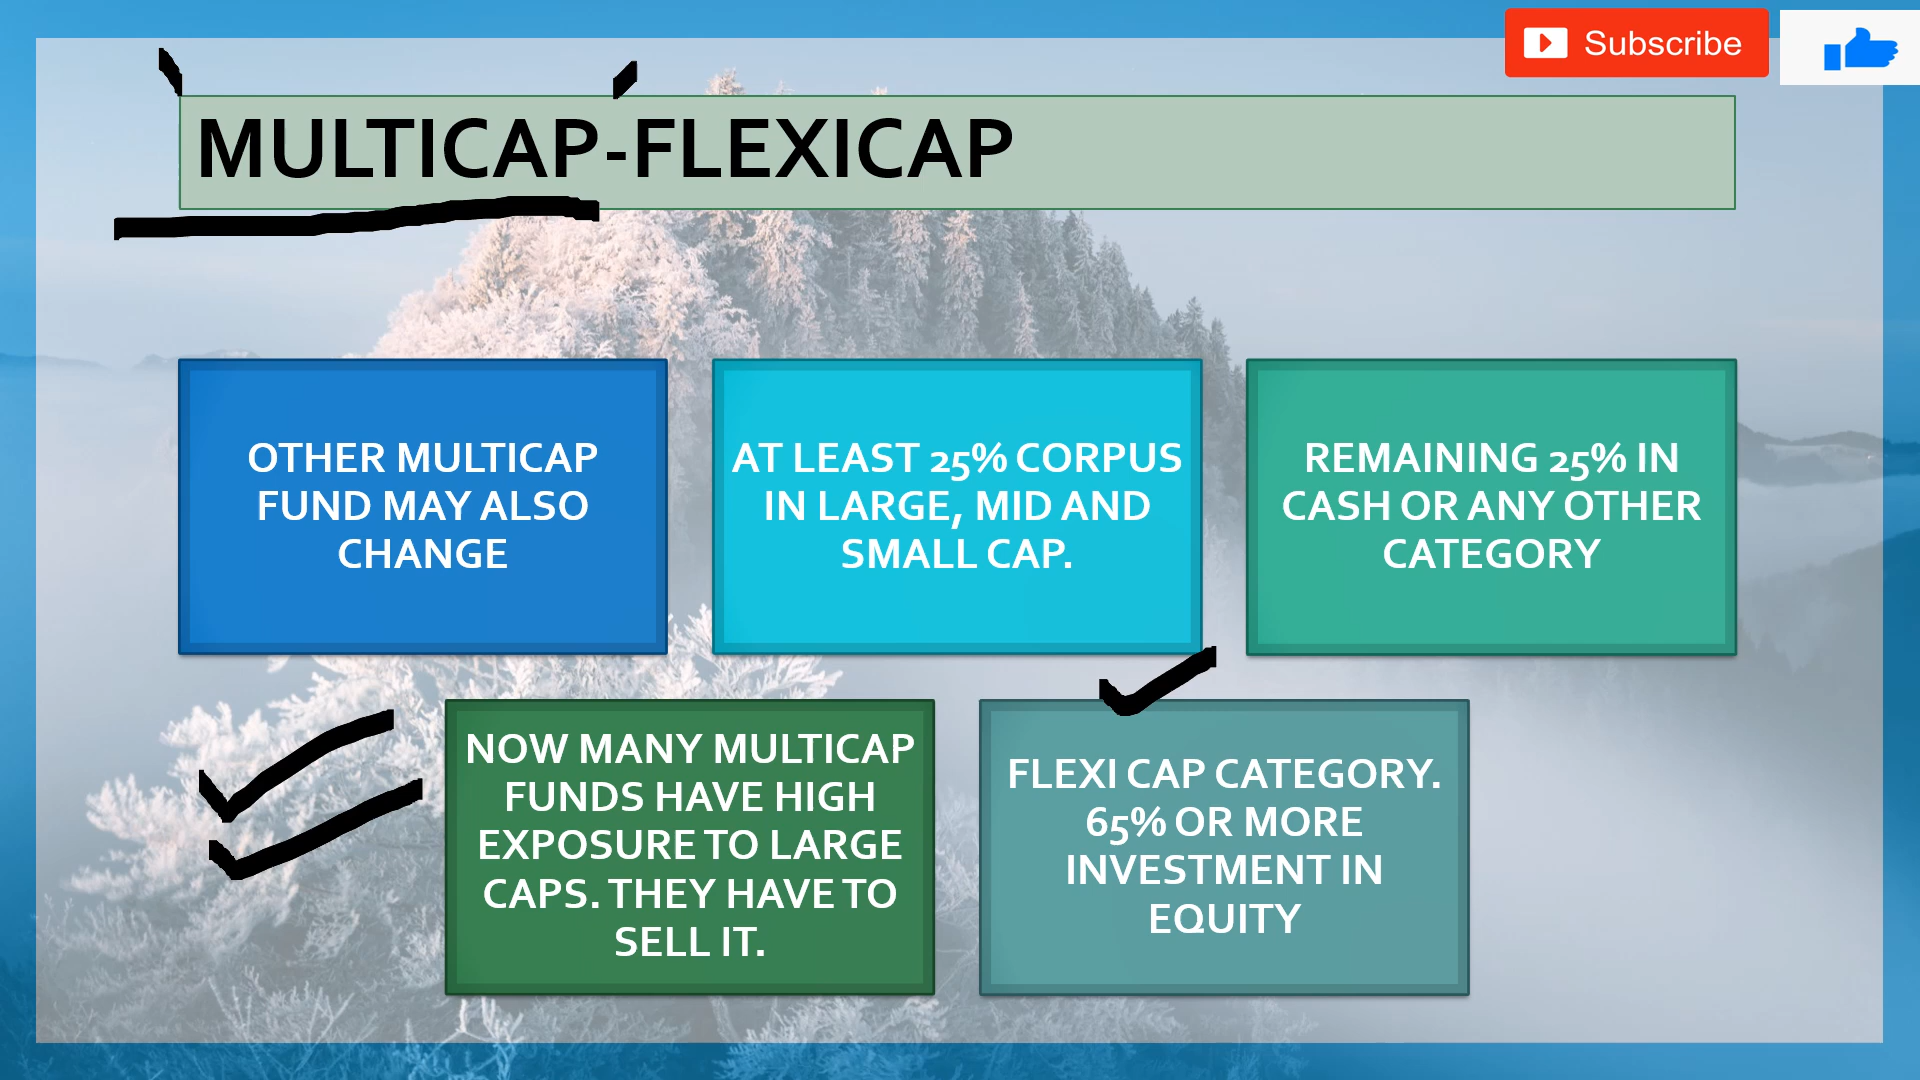 Subscribe
MULTICAP-FLEXICAP
OTHER MULTICAP
FUND MAY ALSO
CHANGE
AT LEAST 25% CORPUS
IN LARGE, MID AND
SMALL CAP.
REMAINING 25% IN
CASH OR ANY OTHER
CATEGORY
NOW MANY MULTICAP
FUNDS HAVE HIGH
EXPOSURE TO LARGE
CAPS. THEY HAVE TO
SELL IT.
FLEXI CAP CATEGORY.
65% OR MORE
INVESTMENT IN
EQUITY